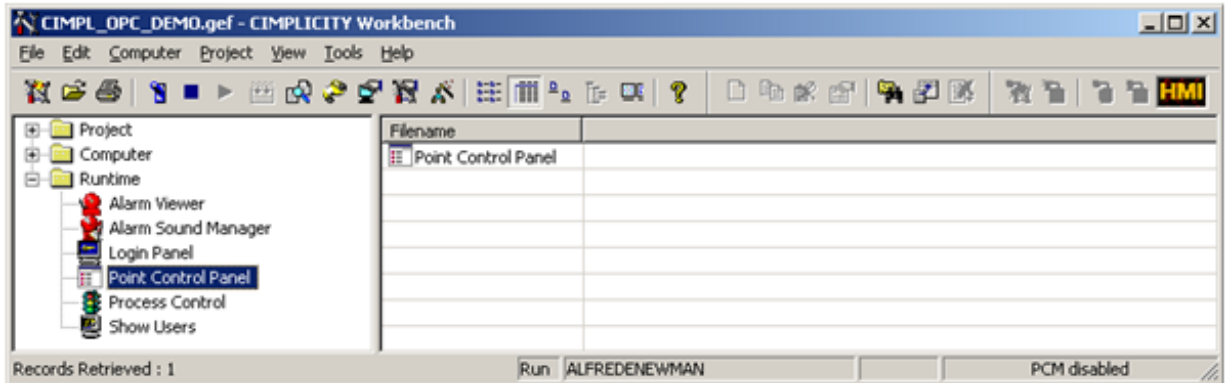 CIMPL_OPC_DEMO.gef - CIMPLICITY Workbench
File Edit Computer Project View Tools Help
HMI
Project
Computer
Runtime
Alarm Viewer
Alarm Sound Manager
Login Panel
Point Control Panel
Process Control
Show Users
Filename
Point Control Panel
Records Retrieved : 1 Run ALFREDENEWMAN PCM disabled